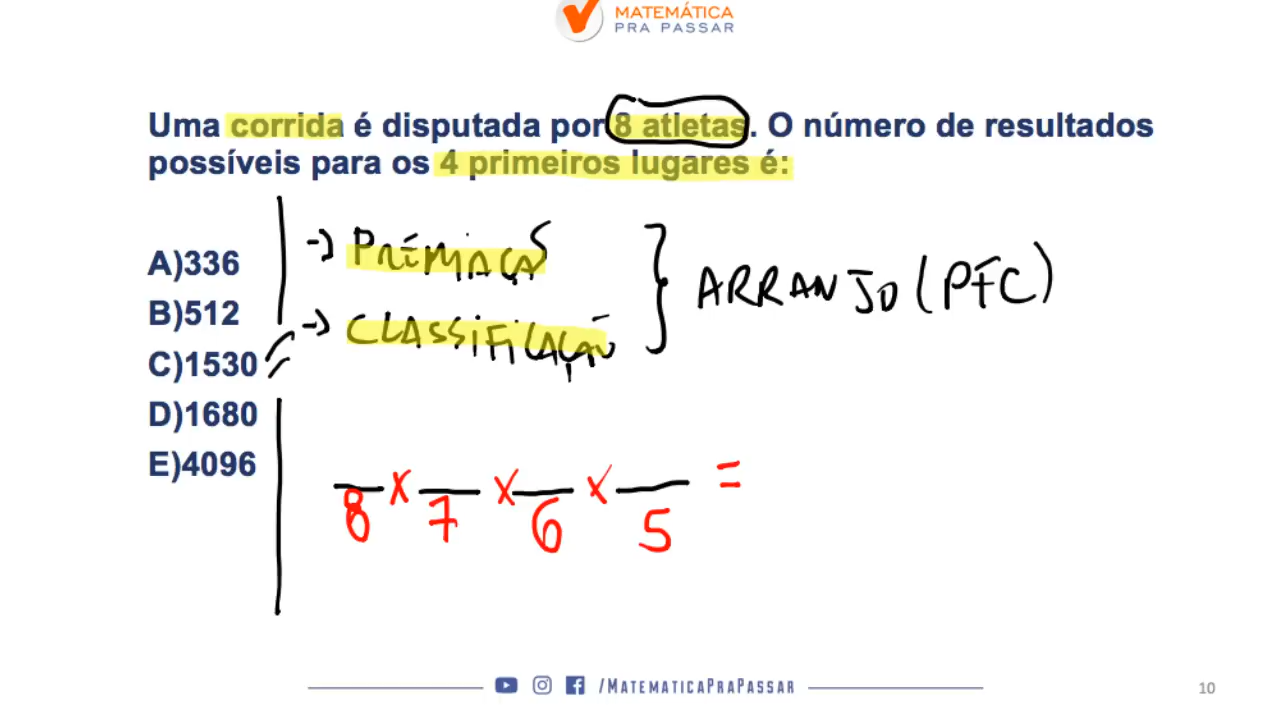 MATEMÁTICA
PRA PASSAR
Uma corrida é disputada por 8 atletas. O número de resultados
possíveis para os 4 primeiros lugares é:
A)336
B)512
C)1530
D)1680
E)4096
→ PRÉMIAÇAS
→ CLASSIFICAÇÃO
ARRANJO (PFC)
8 x 7 x 6 x 5 =
/MATEMATICAPRAPASSAR
10